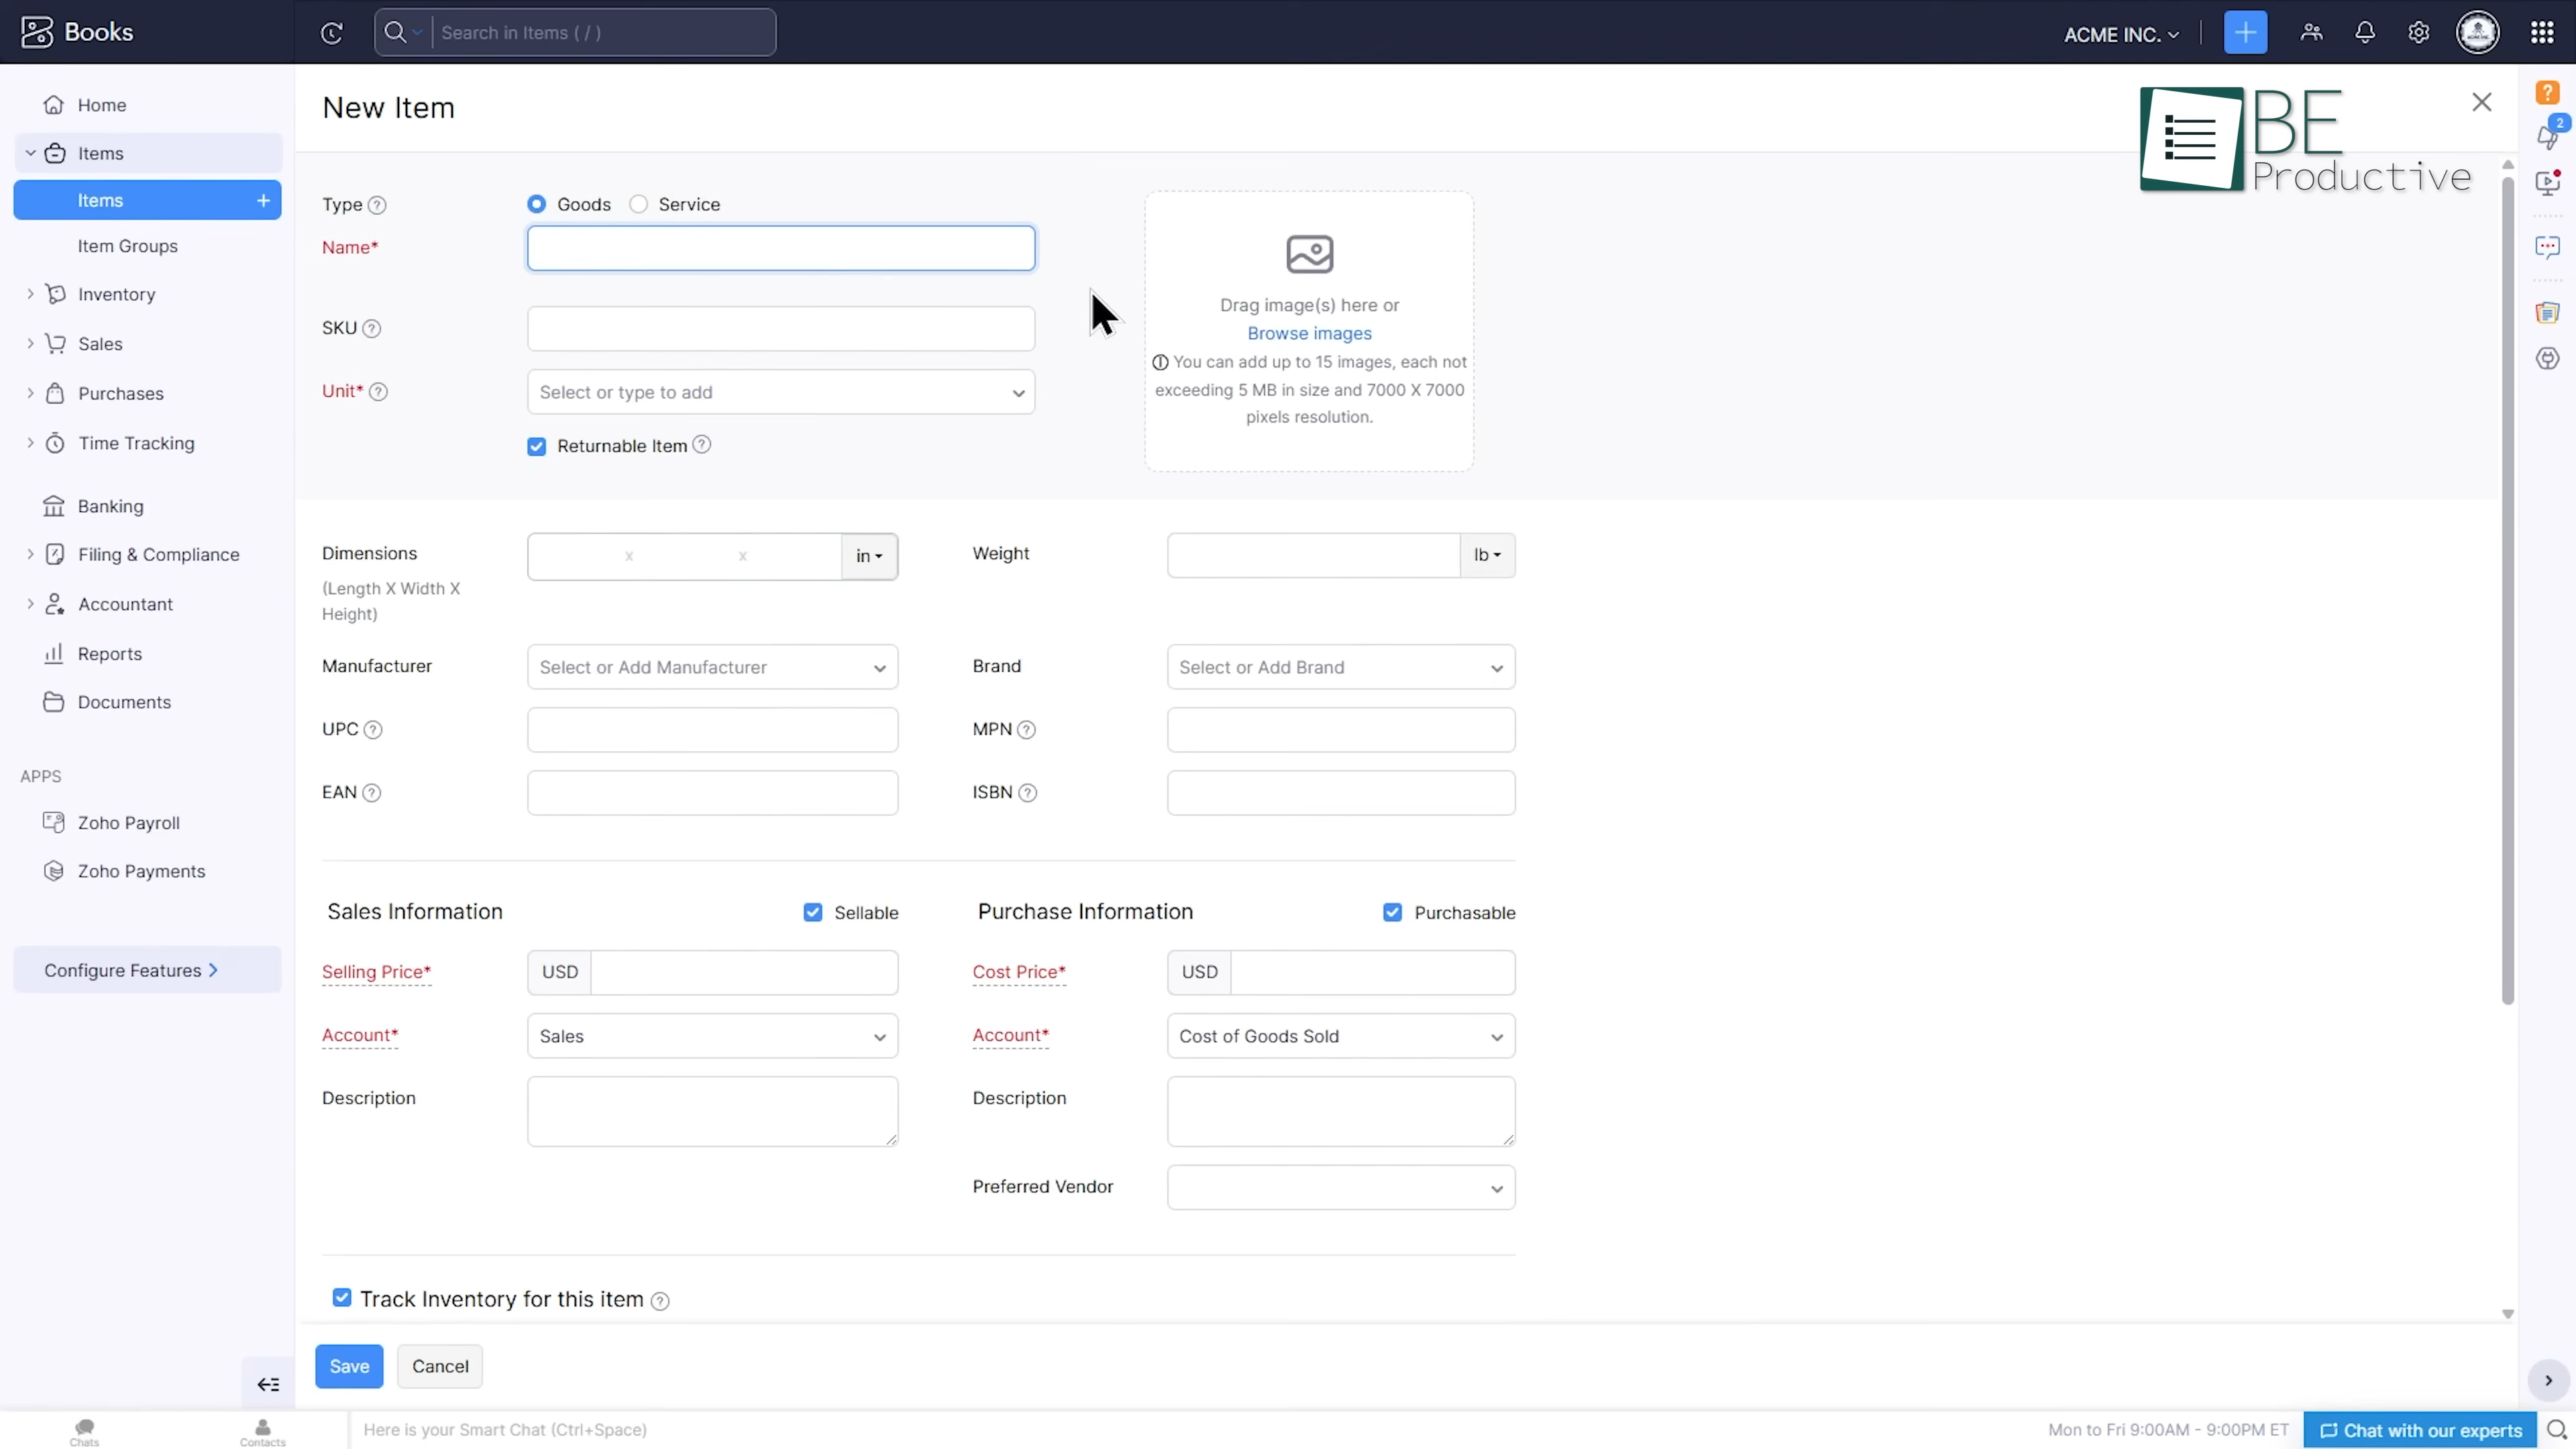 Books
Search in Items ( / )
ACME INC.
Home
Items
Items +
Item Groups
Inventory
Sales
Purchases
Time Tracking
Banking
Filing & Compliance
Accountant
Reports
Documents
APPS
Zoho Payroll
Zoho Payments
Configure Features
New Item
BE
Productive
?
2
Type ?
Goods
Service
Name*
SKU ?
Unit* ?
Select or type to add
Returnable Item ?
Drag image(s) here or
Browse images
You can add up to 15 images, each not
exceeding 5 MB in size and 7000 X 7000
pixels resolution.
Dimensions
(Length X Width X
Height)
x x in
Weight
lb
Manufacturer
Select or Add Manufacturer
Brand
Select or Add Brand
UPC ?
MPN ?
EAN ?
ISBN ?
Sales Information
Sellable
Purchase Information
Purchasable
Selling Price*
USD
Cost Price*
USD
Account*
Sales
Account*
Cost of Goods Sold
Description
Description
Preferred Vendor
Track Inventory for this item ?
Save
Cancel
Chats
Contacts
Here is your Smart Chat (Ctrl+Space)
Mon to Fri 9:00AM - 9:00PM ET
Chat with our experts